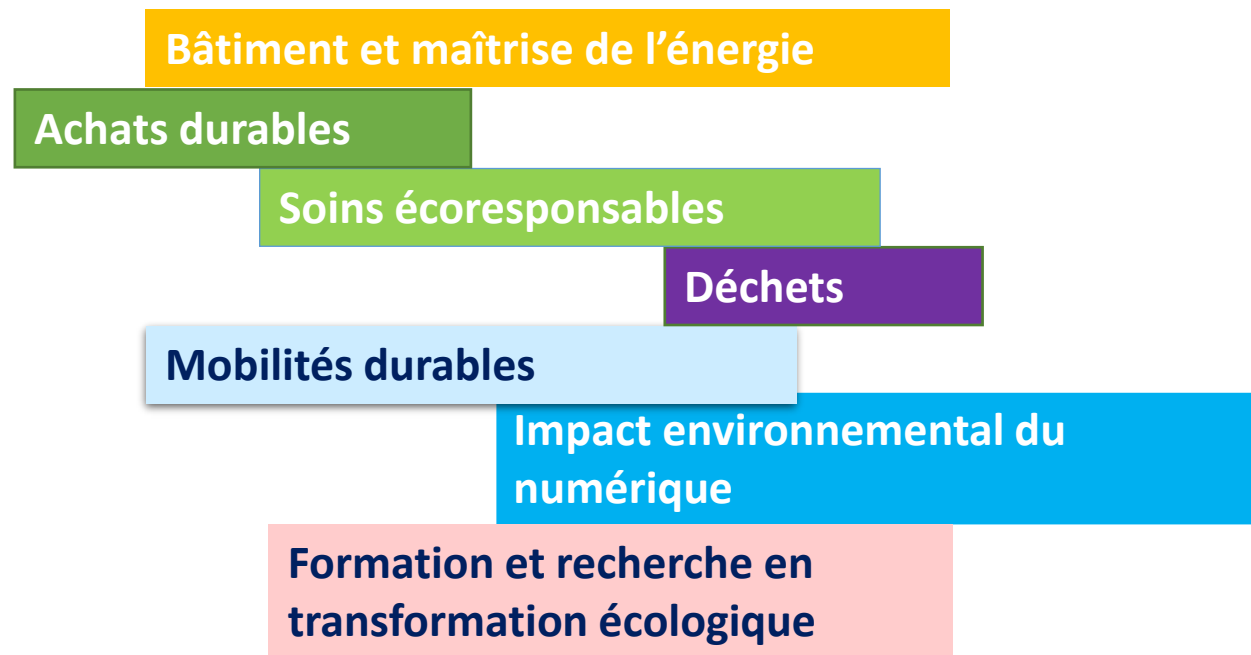 Bâtiment et maîtrise de l’énergie
Achats durables
Soins écoresponsables
Déchets
Mobilités durables
Impact environnemental du
numérique
Formation et recherche en
transformation écologique